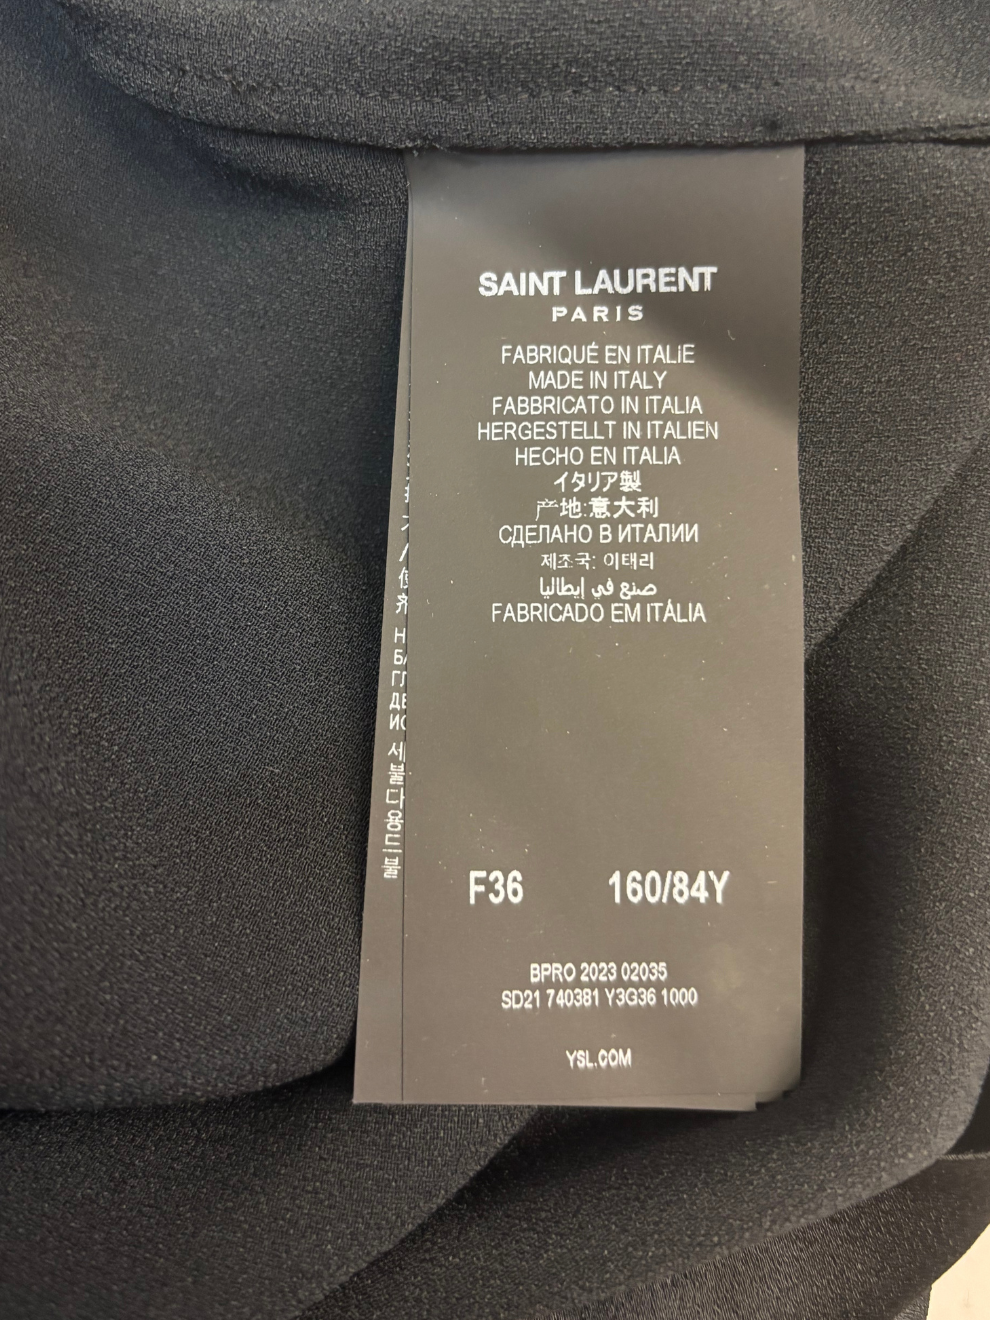 SAINT LAURENT
PARIS
FABRIQUÉ EN ITALIE
MADE IN ITALY
FABBRICATO IN ITALIA
HERGESTELLT IN ITALIEN
HECHO EN ITALIA
イタリア製
产地:意大利
СДЕЛАНО В ИТАЛИИ
제조국: 이태리
صنع في إيطاليا
FABRICADO EM ITÁLIA
F36 160/84Y
BPRO 2023 02035
SD21 740381 Y3G36 1000
YSL.COM